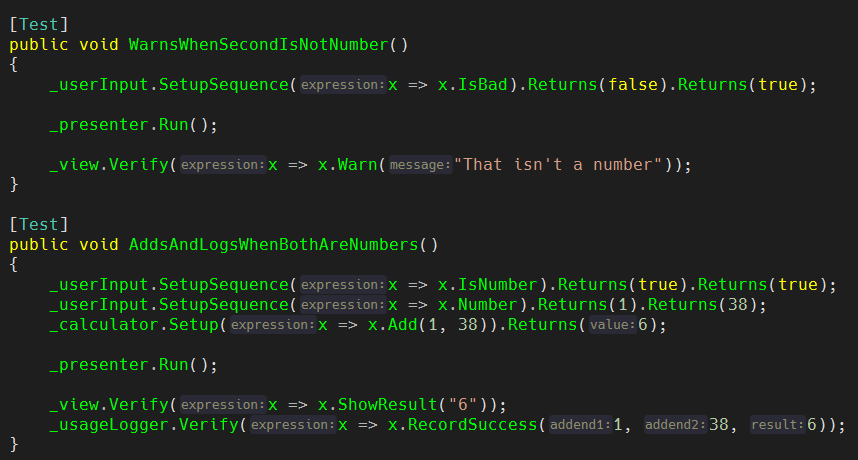 [Test]
public void WarnsWhenSecondIsNotNumber()
{
    _userInput.SetupSequence(expression: x => x.IsBad).Returns(false).Returns(true);
    _presenter.Run();
    _view.Verify(expression: x => x.Warn(message: "That isn't a number"));
}
[Test]
public void AddsAndLogsWhenBothAreNumbers()
{
    _userInput.SetupSequence(expression: x => x.IsNumber).Returns(true).Returns(true);
    _userInput.SetupSequence(expression: x => x.Number).Returns(1).Returns(38);
    _calculator.Setup(expression: x => x.Add(1, 38)).Returns(value: 6);
    _presenter.Run();
    _view.Verify(expression: x => x.ShowResult("6"));
    _usageLogger.Verify(expression: x => x.RecordSuccess(addend1: 1, addend2: 38, result: 6));
}